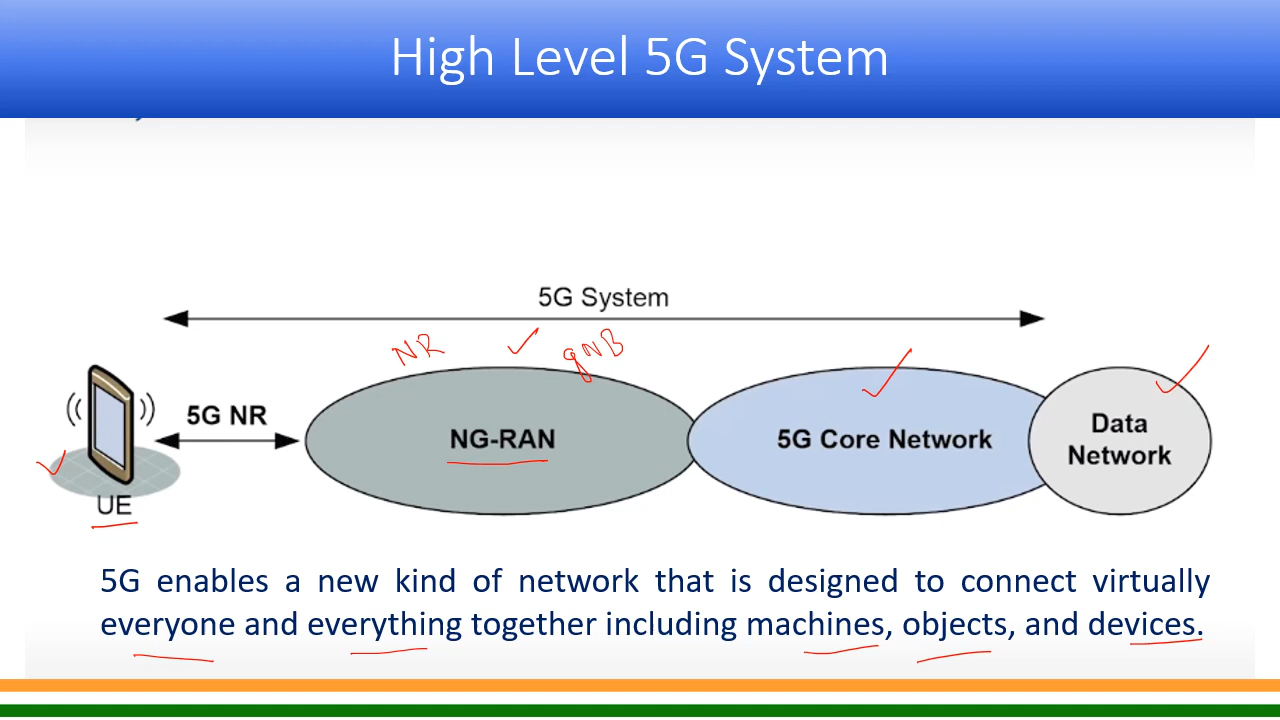 High Level 5G System
5G System
NR
gNB
5G NR
NG-RAN
5G Core Network
Data
Network
UE
5G enables a new kind of network that is designed to connect virtually
everyone and everything together including machines, objects, and devices.